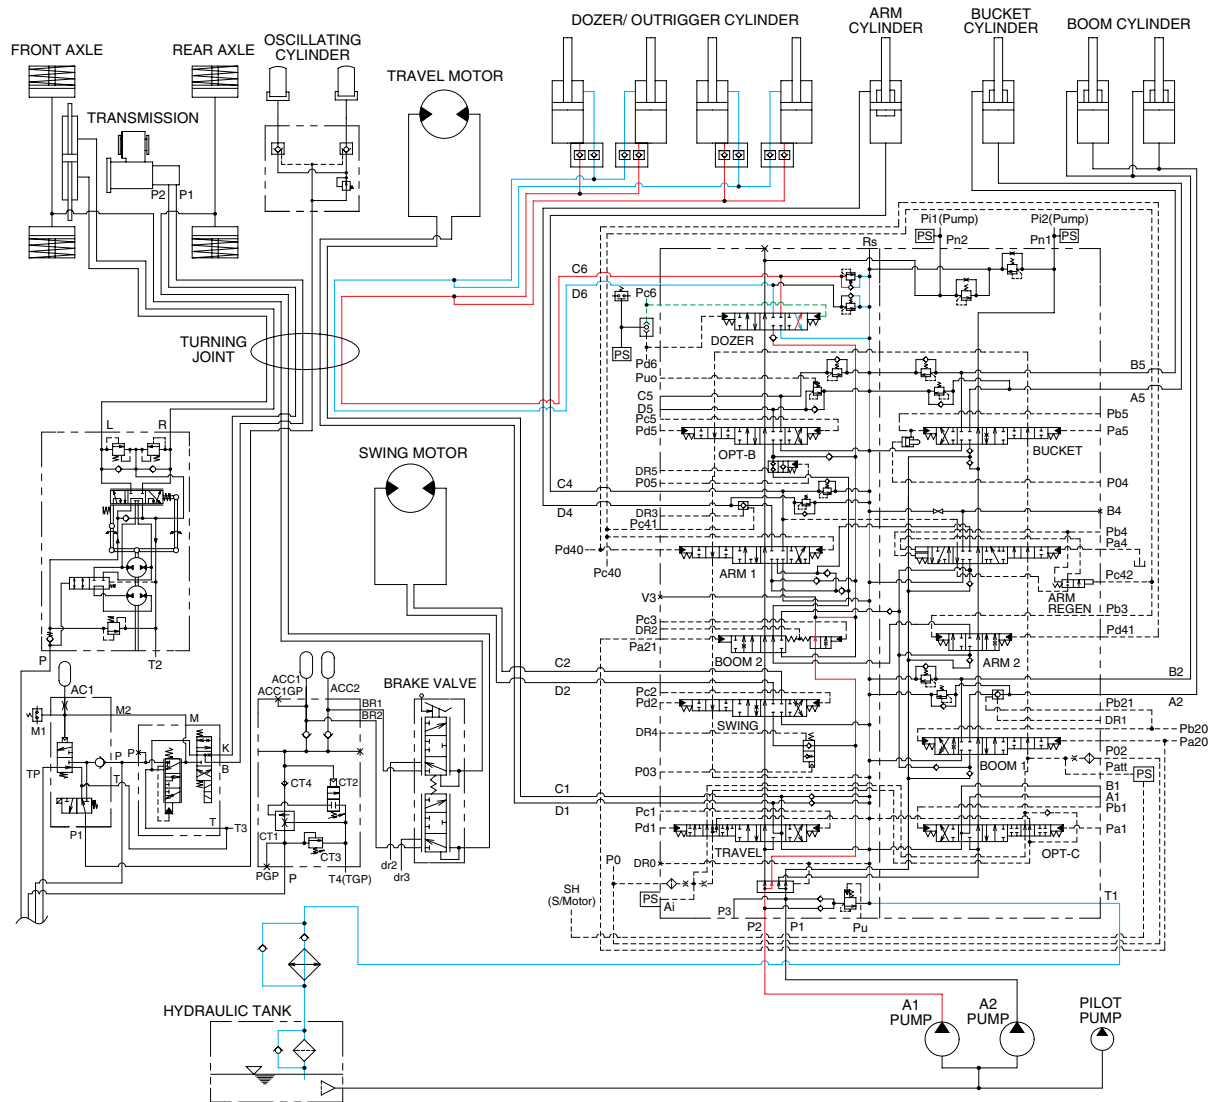 DOZER/ OUTRIGGER CYLINDER
ARM
CYLINDER
BUCKET
CYLINDER
BOOM CYLINDER
FRONT AXLE
REAR AXLE
OSCILLATING
CYLINDER
TRAVEL MOTOR
TRANSMISSION
P2
P1
TURNING
JOINT
L
R
SWING MOTOR
Pi1(Pump)
Pi2(Pump)
PS
Pn2
Pn1
PS
Rs
C6
D6
Pc6
PS
Pd6
DOZER
Puo
C5
D5
Pc5
Pd5
OPT-B
DR5
P05
C4
D4
DR3
Pc41
Pd40
Pc40
ARM 1
V3
Pc3
DR2
Pa21
BOOM 2
C2
D2
Pc2
Pd2
SWING
DR4
P03
C1
D1
Pc1
Pd1
TRAVEL
P0
DR0
SH
(S/Motor)
PS
Ai
P3
P2
P1
Pu
T1
B5
A5
Pb5
Pa5
BUCKET
P04
B4
Pb4
Pa4
Pc42
ARM
REGEN
Pb3
Pd41
ARM 2
B2
A2
Pb21
DR1
Pb20
Pa20
BOOM 1
P02
Patt
PS
B1
A1
Pb1
Pa1
OPT-C
P
T2
AC1
M2
M
M1
P
P
K
TP
T
B
T
T3
P1
ACC1
ACC1GP
ACC2
BR1
BR2
BRAKE VALVE
CT4
CT2
CT1
CT3
PGP
P
T4(TGP)
dr2
dr3
HYDRAULIC TANK
A1
PUMP
A2
PUMP
PILOT
PUMP